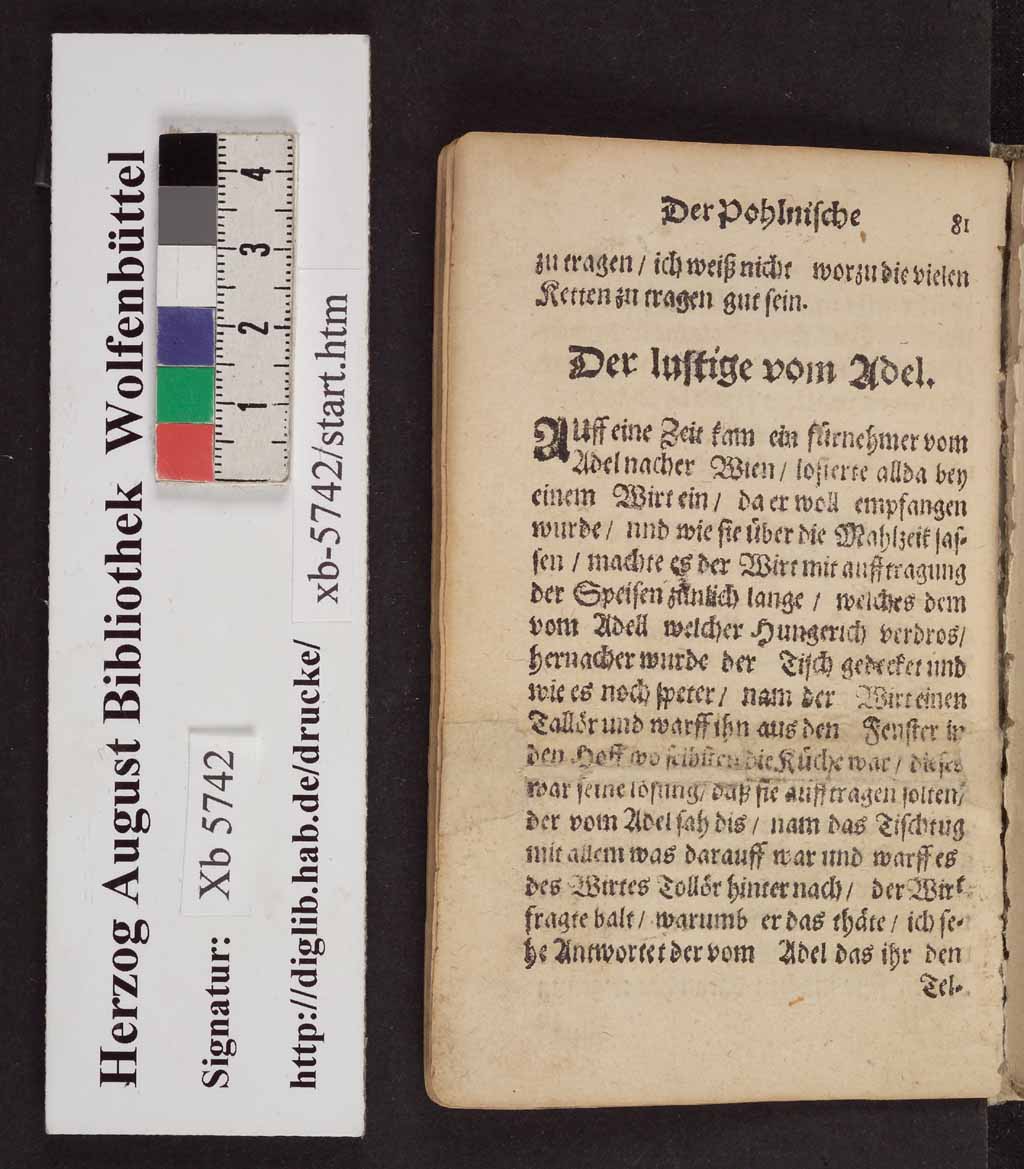 Herzog August Bibliothek Wolfenbüttel
Signatur: Xb 5742
http://diglib.hab.de/drucke/ xb-5742/start.htm
1 2 3 4
Der Pohlnische 81
zu tragen / ich weiß nicht worzu die vielen
Ketten zu tragen gut sein.
Der lustige vom Adel.
AUff eine Zeit kam ein fürnehmer vom
Adel nacher Wien / losierte allda bey
einem Wirt ein / da er woll empfangen
wurde / und wie sie über die Mahlzeit sas-
sen / machte es der Wirt mit aufftragung
der Speisen zimlich lange / welches dem
vom Adell welcher Hungerich verdros /
hernacher wurde der Tisch gedecket und
wie es noch speter / nam der Wirt einen
Tallör und warff ihn aus den Fenster in
den Hoff wo selbsten die Küche war / dieses
war seine losung / daß sie aufftragen solten /
der vom Adel sah dis / nam das Tischtug
mit allem was darauff war und warff es
des Wirtes Tollör hinter nach / der Wirt
fragte balt / warumb er das thäte / ich se-
he Antwortet der vom Adel das ihr den
Tel-